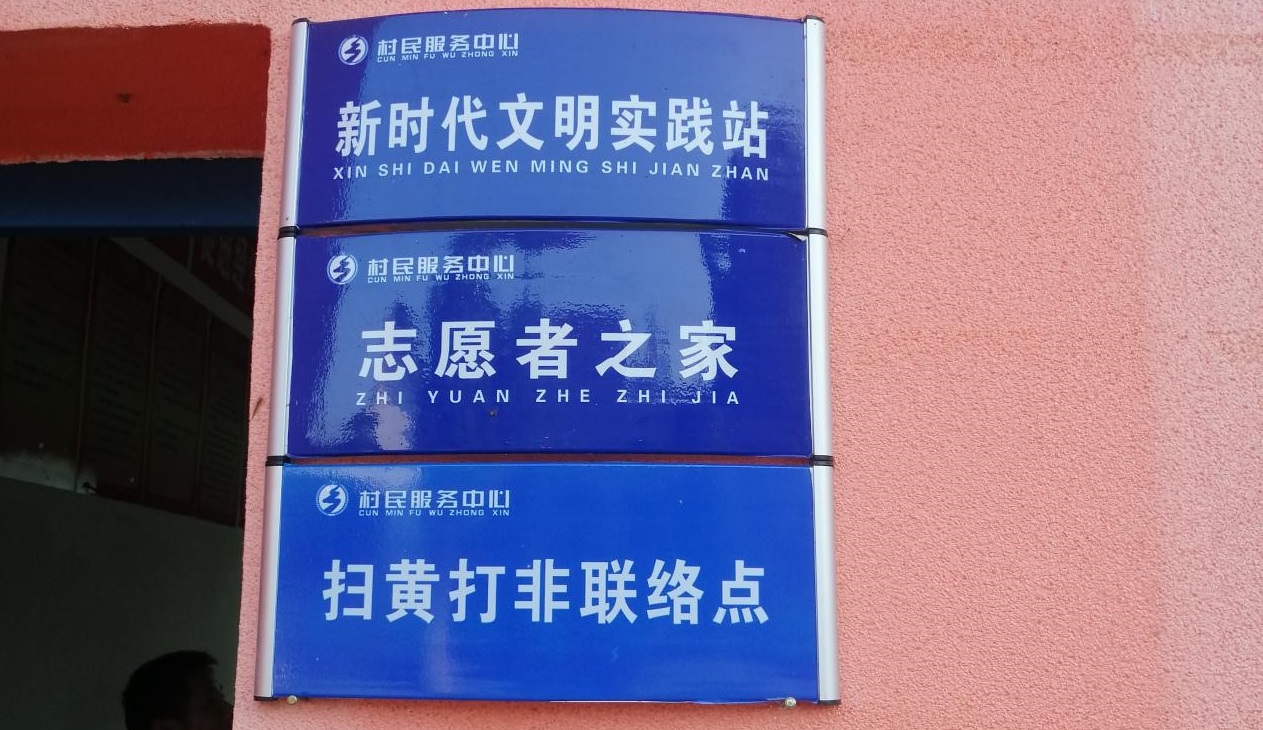 村民服务中心
CUN MIN FU WU ZHONG XIN
新时代文明实践站
XIN SHI DAI WEN MING SHI JIAN ZHAN
村民服务中心
CUN MIN FU WU ZHONG XIN
志愿者之家
ZHI YUAN ZHE ZHI JIA
村民服务中心
CUN MIN FU WU ZHONG XIN
扫黄打非联络点